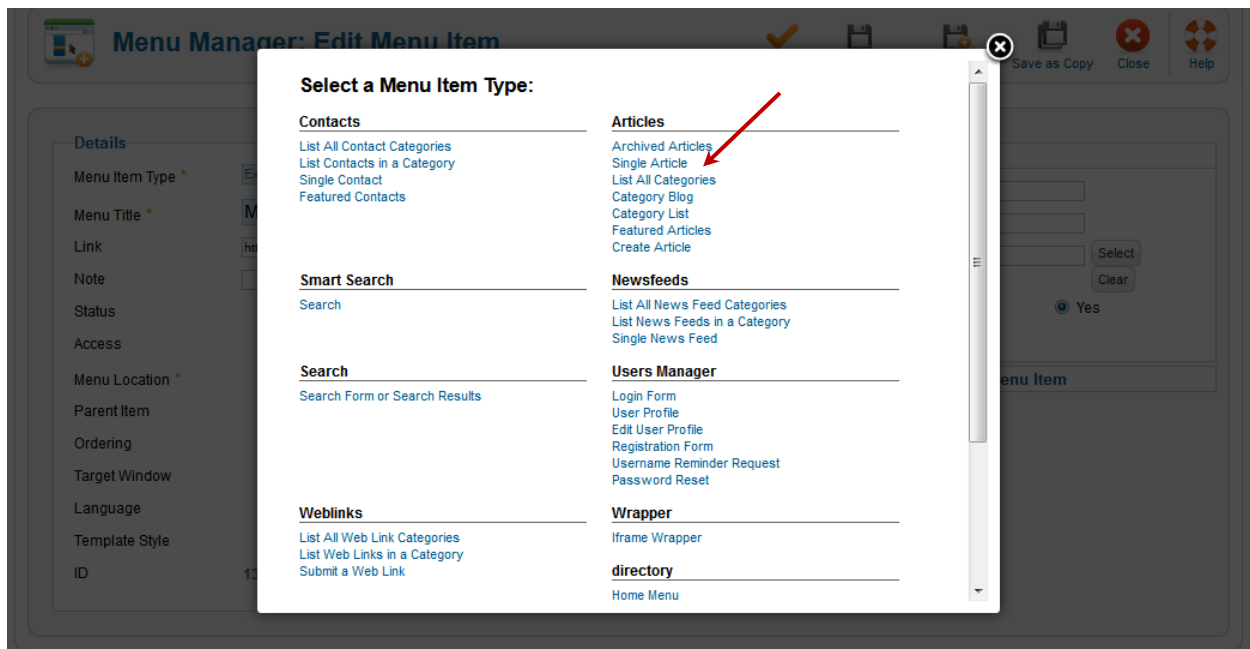 Menu Manager: Edit Menu Item
Save as Copy
Close
Help
Select a Menu Item Type:
Contacts
List All Contact Categories
List Contacts in a Category
Single Contact
Featured Contacts
Articles
Archived Articles
Single Article
List All Categories
Category Blog
Category List
Featured Articles
Create Article
Smart Search
Search
Newsfeeds
List All News Feed Categories
List News Feeds in a Category
Single News Feed
Search
Search Form or Search Results
Users Manager
Login Form
User Profile
Edit User Profile
Registration Form
Username Reminder Request
Password Reset
Weblinks
List All Web Link Categories
List Web Links in a Category
Submit a Web Link
Wrapper
Iframe Wrapper
directory
Home Menu
Details
Menu Item Type *
Menu Title *
M
Link
Note
Status
Access
Menu Location *
Parent Item
Ordering
Target Window
Language
Template Style
ID
13
Select
Clear
Yes
enu Item